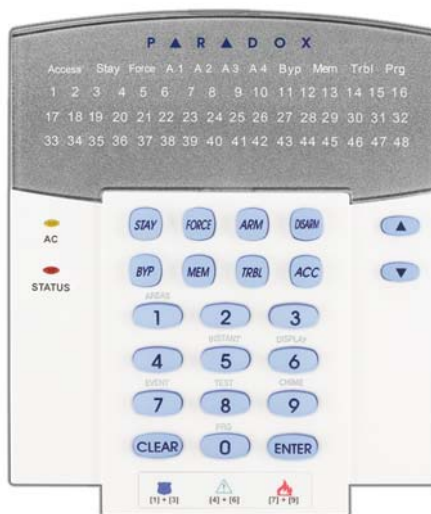 P A R A D O X
Access Stay Force A 1 A 2 A 3 A 4 Byp Mem Trbl Prg
1 2 3 4 5 6 7 8 9 10 11 12 13 14 15 16
17 18 19 20 21 22 23 24 25 26 27 28 29 30 31 32
33 34 35 36 37 38 39 40 41 42 43 44 45 46 47 48
AC
STATUS
STAY FORCE ARM DISARM
BYP MEM TRBL ACC
AREAS
1 2 3
INSTANT DISPLAY
4 5 6
EVENT TEST CHIME
7 8 9
PRG
CLEAR 0 ENTER
[1] + [3] [4] + [6] [7] + [9]